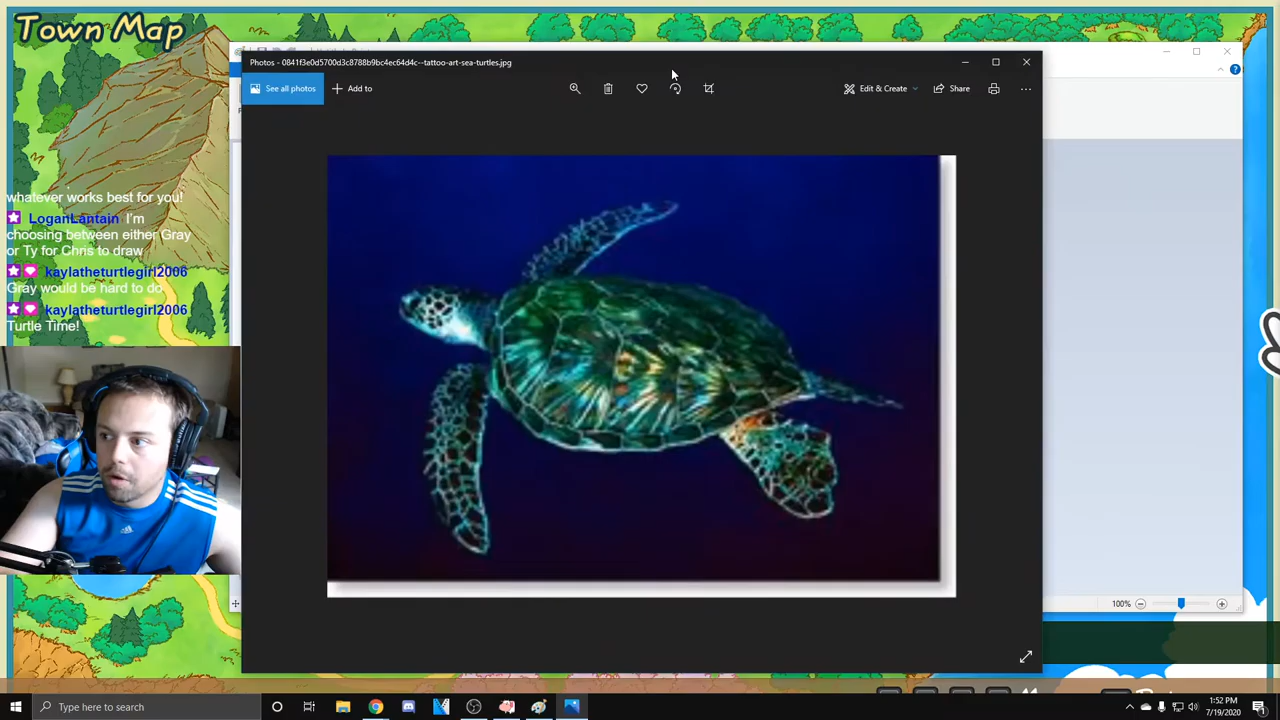 Town Map
Photos - 0841f3e0d5700d3c8788b9bc4ec64d4c--tattoo-art-sea-turtles.jpg
See all photos
Add to
Edit & Create
Share
whatever works best for you!
LoganLantain I'm
choosing between either Gray
or Ty for Chris to draw
kaylatheturtlegirl2006
Gray would be hard to do
kaylatheturtlegirl2006
Turtle Time!
100%
Type here to search
1:52 PM
7/19/2020